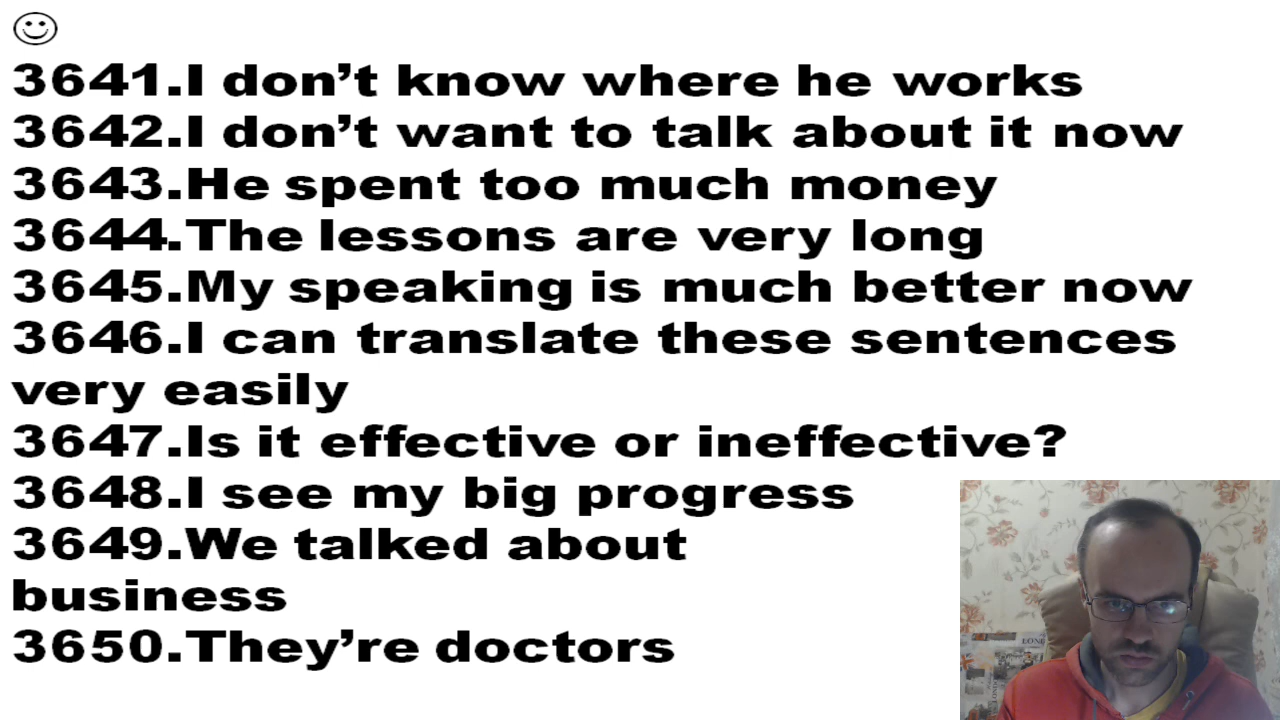 3641.I don’t know where he works
3642.I don’t want to talk about it now
3643.He spent too much money
3644.The lessons are very long
3645.My speaking is much better now
3646.I can translate these sentences
very easily
3647.Is it effective or ineffective?
3648.I see my big progress
3649.We talked about
business
3650.They’re doctors